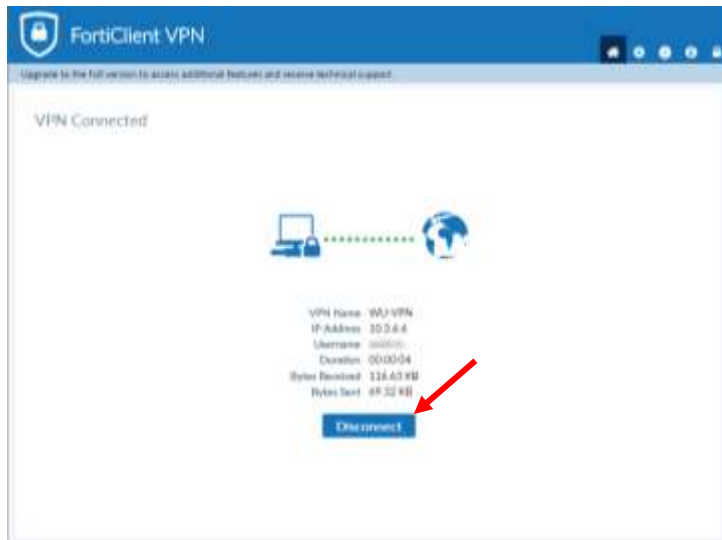 FortiClient VPN
Upgrade to the full version to access additional features and receive technical support.
VPN Connected
VPN Name WU-VPN
IP Address 10.3.6.4
Username
Duration 00:00:04
Bytes Received 116.63 KB
Bytes Sent 69.32 KB
Disconnect